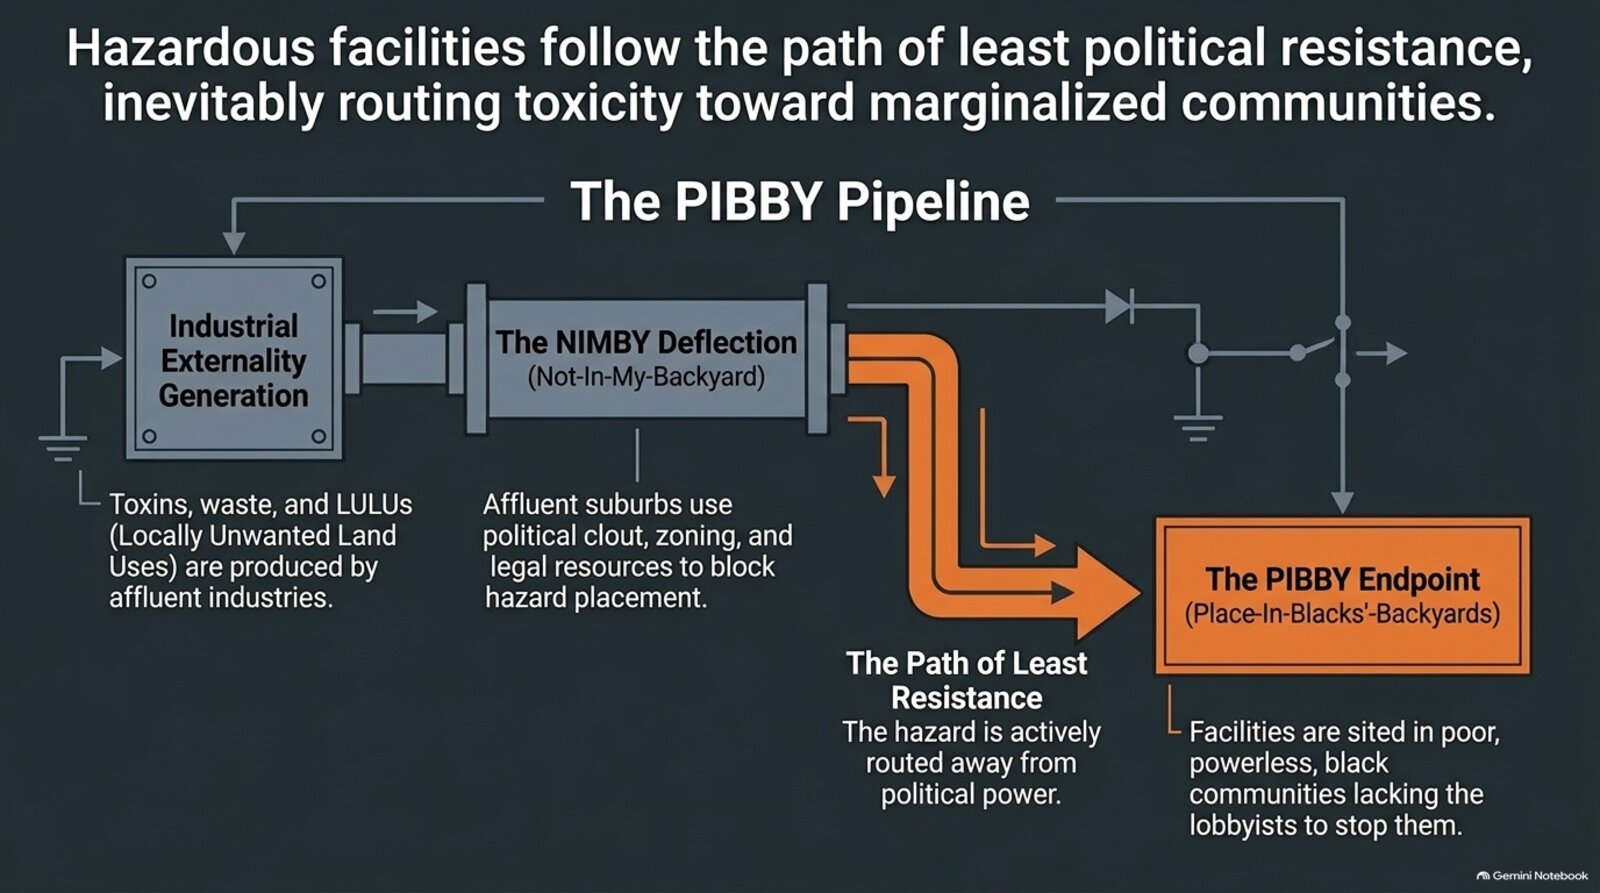 Hazardous facilities follow the path of least political resistance,
inevitably routing toxicity toward marginalized communities.
The PIBBY Pipeline
Industrial
Externality
Generation
The NIMBY Deflection
(Not-In-My-Backyard)
Toxins, waste, and LULUs
(Locally Unwanted Land
Uses) are produced by
affluent industries.
Affluent suburbs use
political clout, zoning, and
legal resources to block
hazard placement.
The Path of Least
Resistance
The hazard is actively
routed away from
political power.
The PIBBY Endpoint
(Place-In-Blacks'-Backyards)
Facilities are sited in poor,
powerless, black
communities lacking the
lobbyists to stop them.
Gemini Notebook